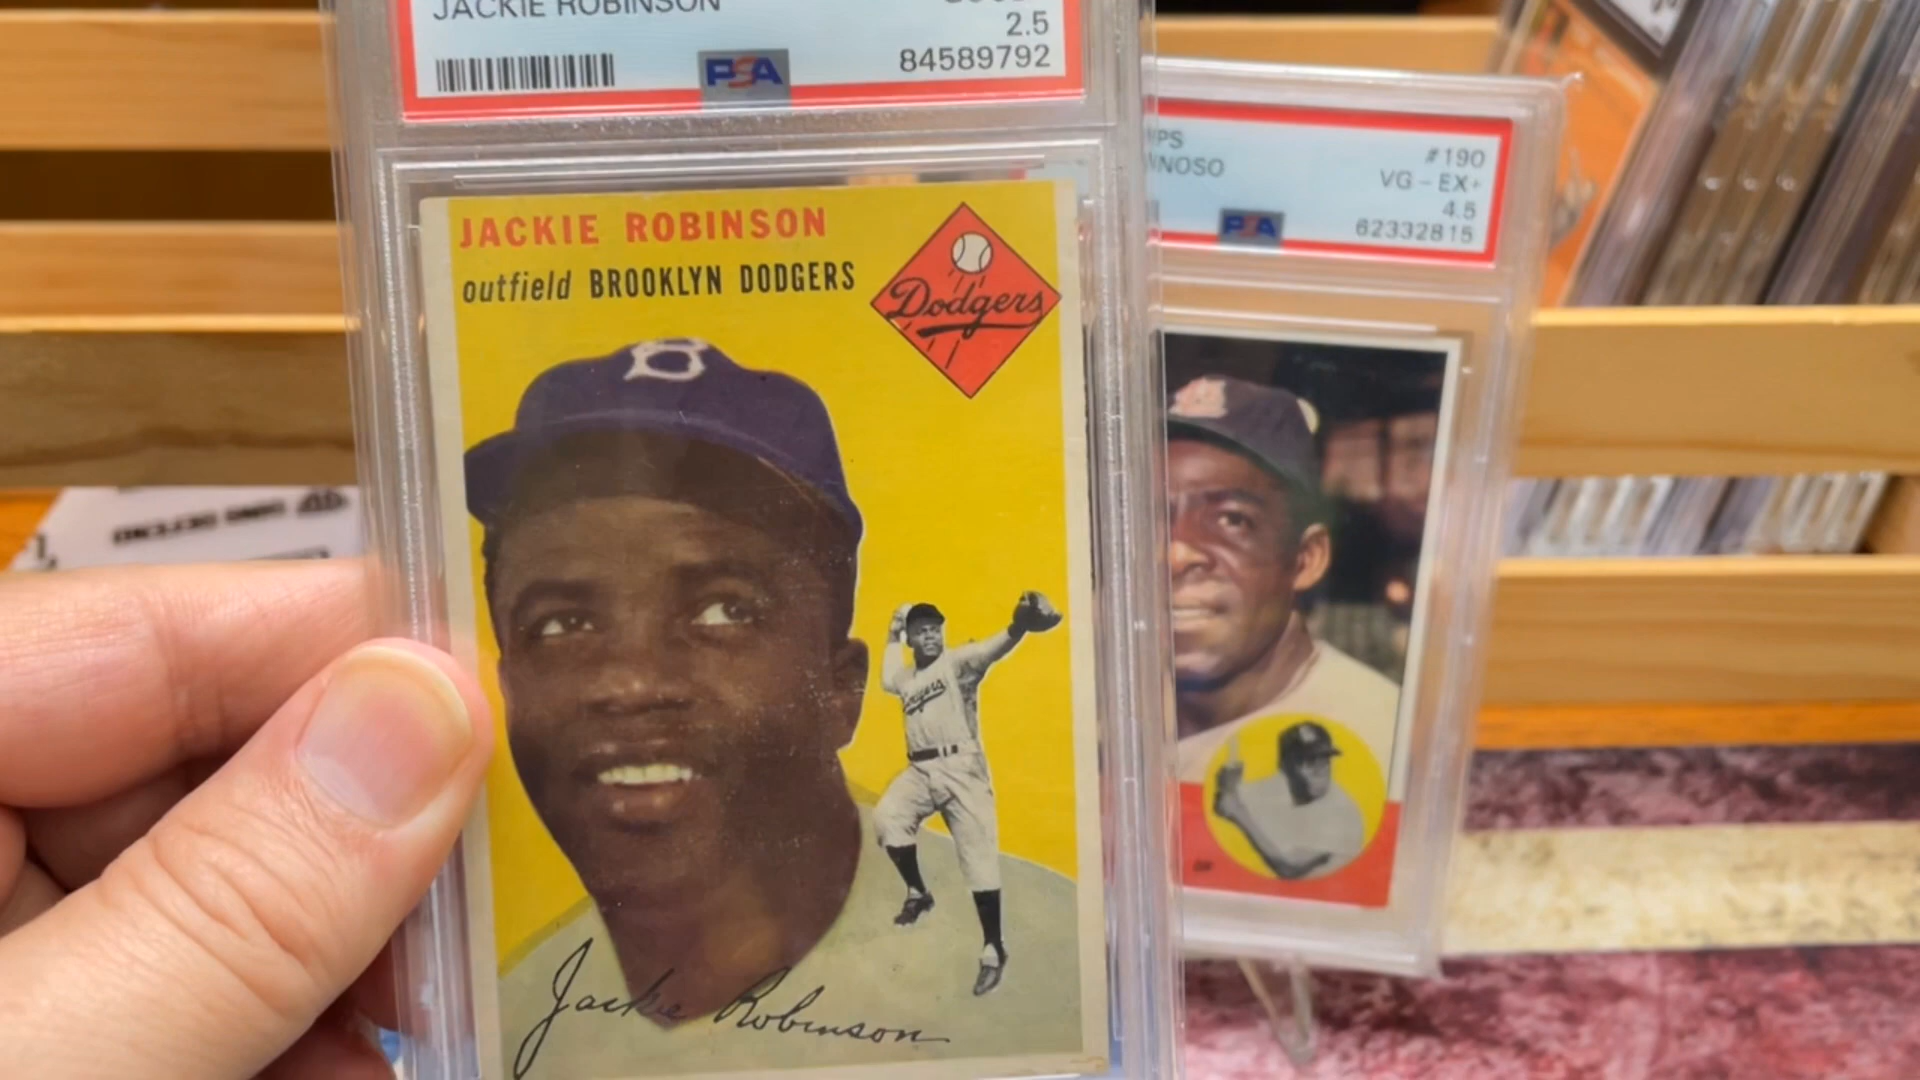 JACKIE ROBINSON
2.5
PSA
84589792
JACKIE ROBINSON
outfield BROOKLYN DODGERS
Dodgers
B
Dodgers
Jackie Robinson
#190
VG - EX+
4.5
PSA
62332815